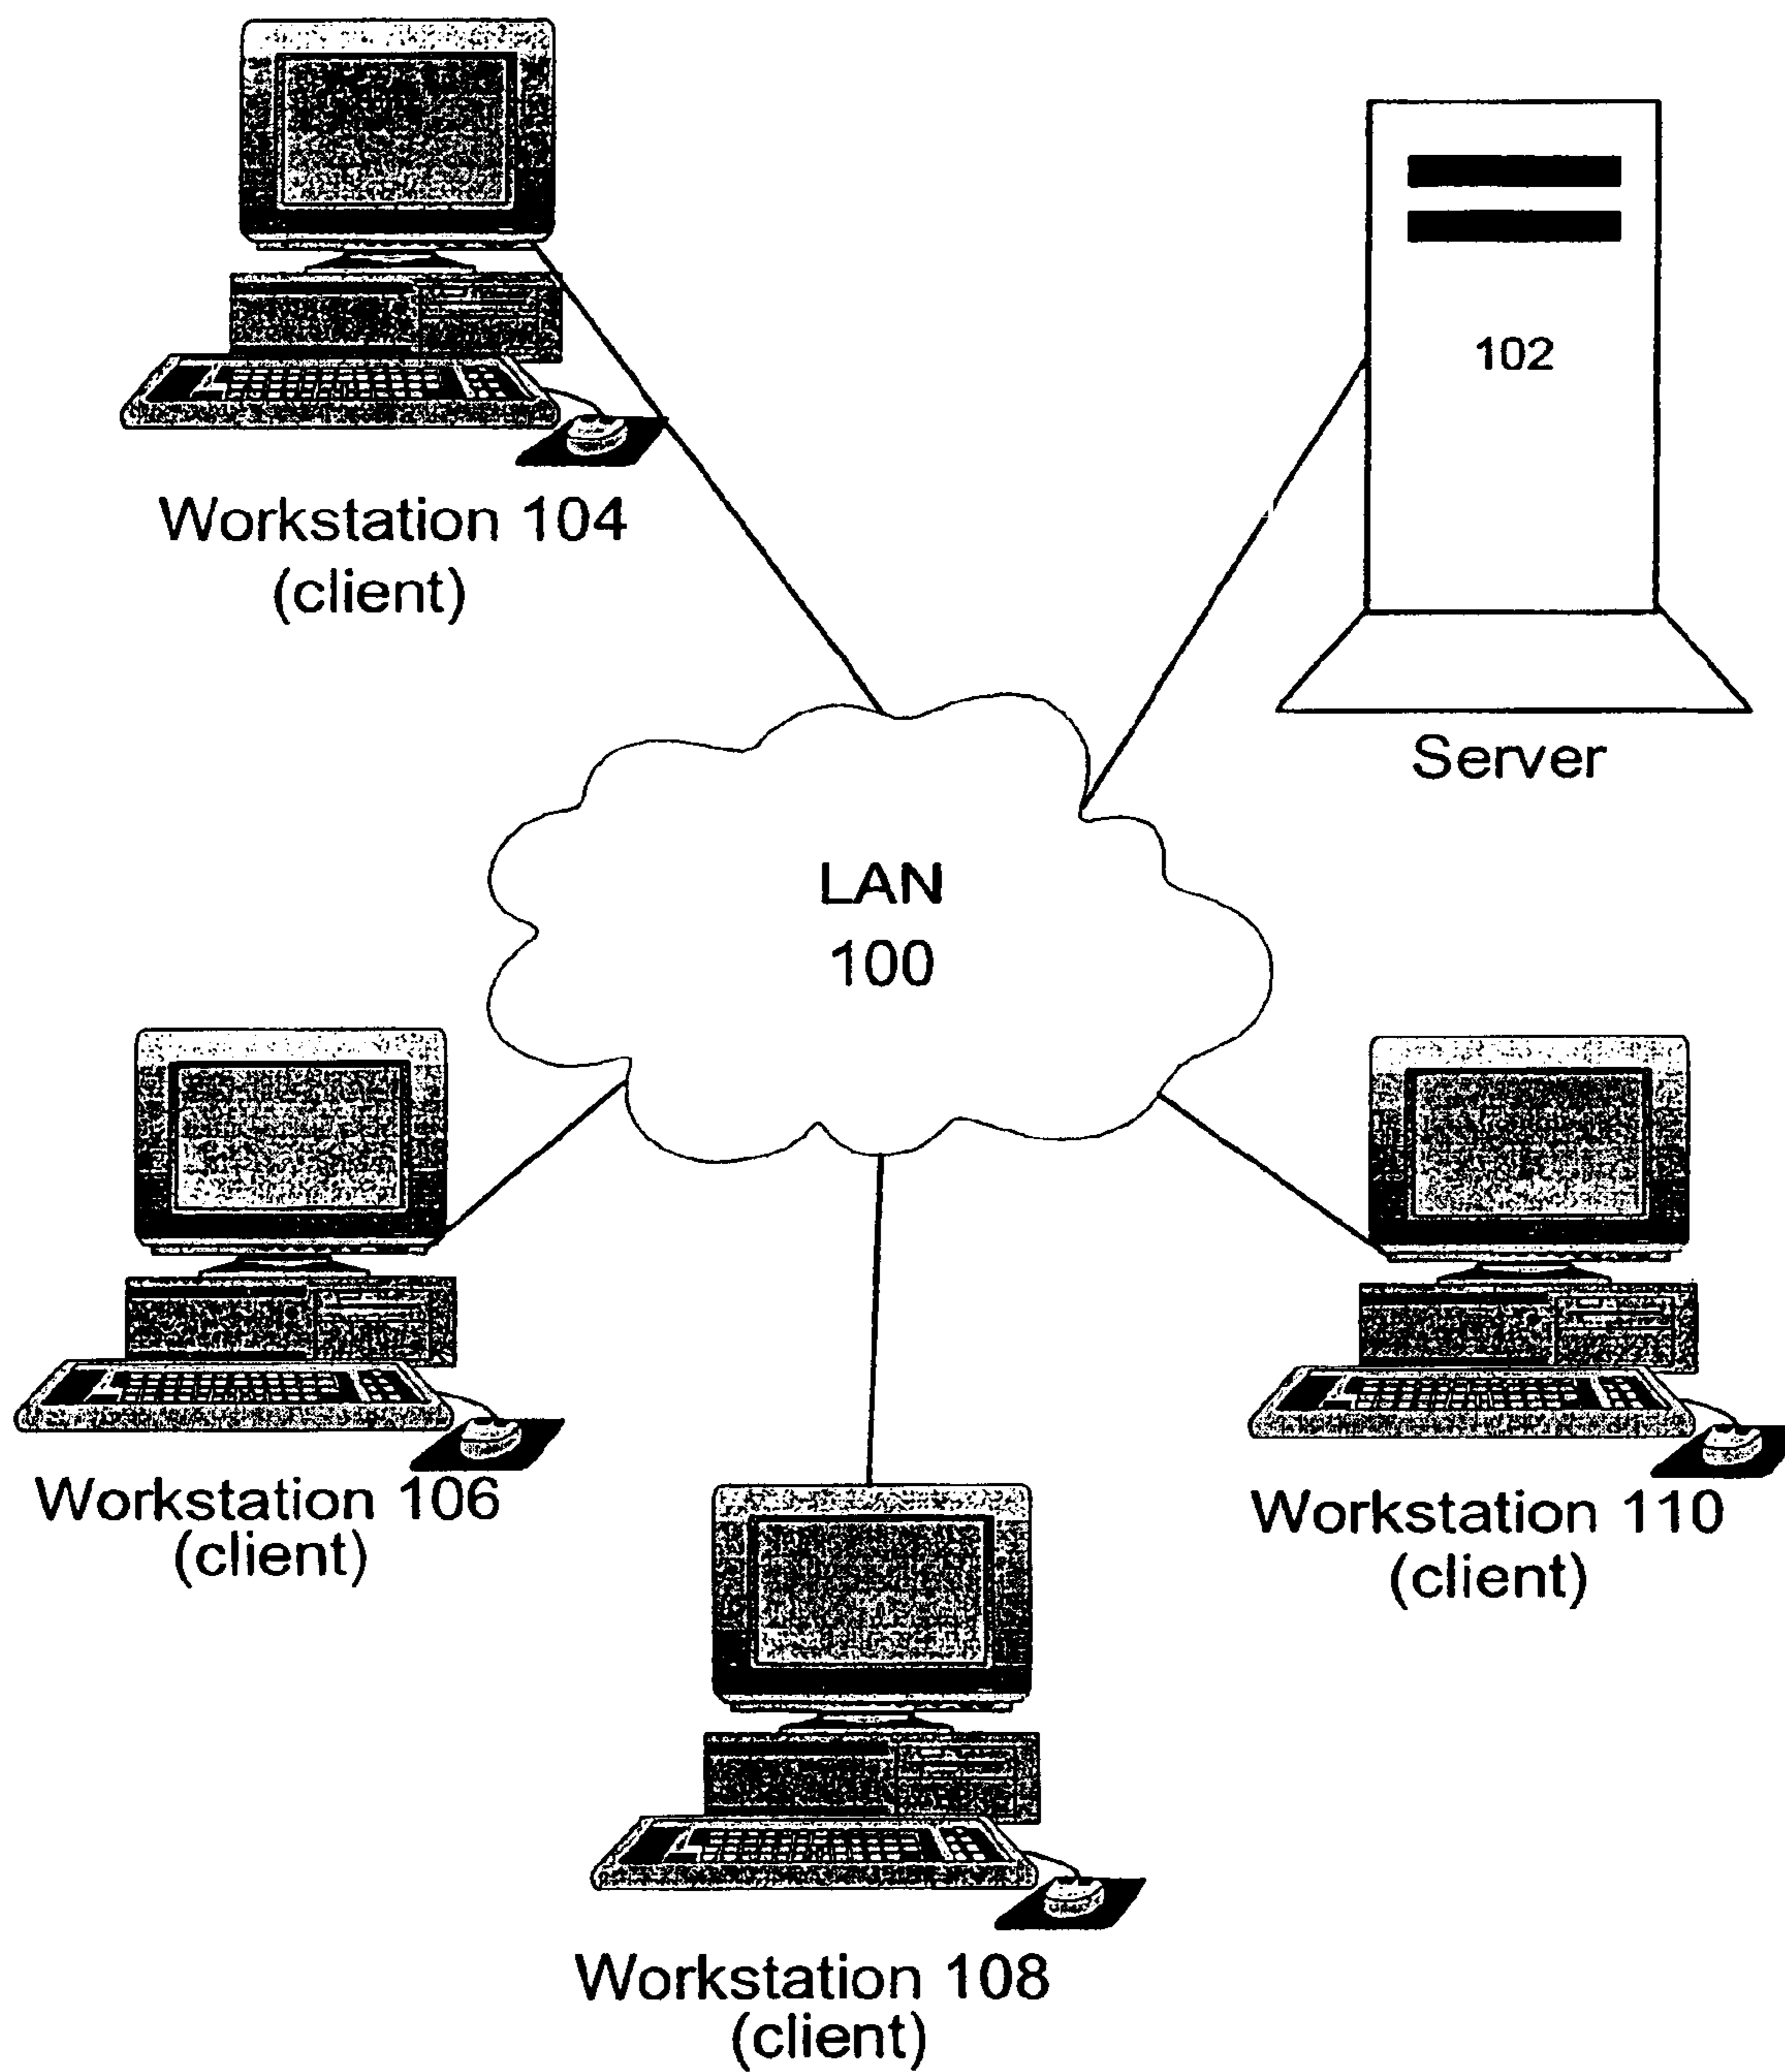 Workstation 104
(client)
102
Server
LAN
100
Workstation 106
(client)
Workstation 110
(client)
Workstation 108
(client)